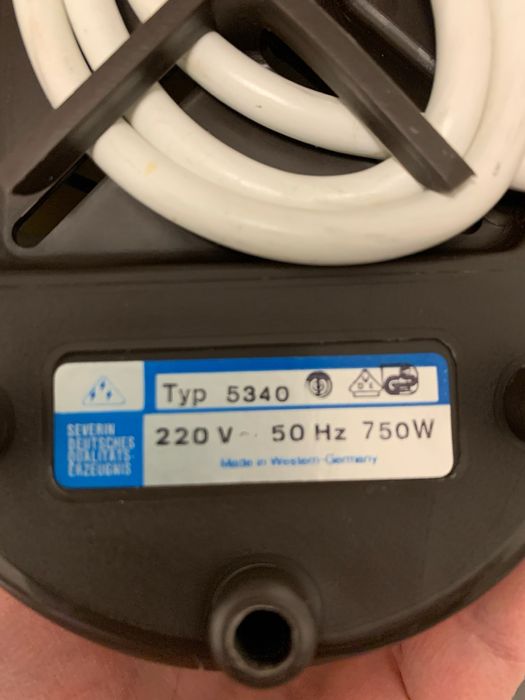 Typ 5340
SEVERIN
DEUTSCHES
QUALITÄTS-
ERZEUGNIS
220 V~ 50 Hz 750W
Made in Western-Germany